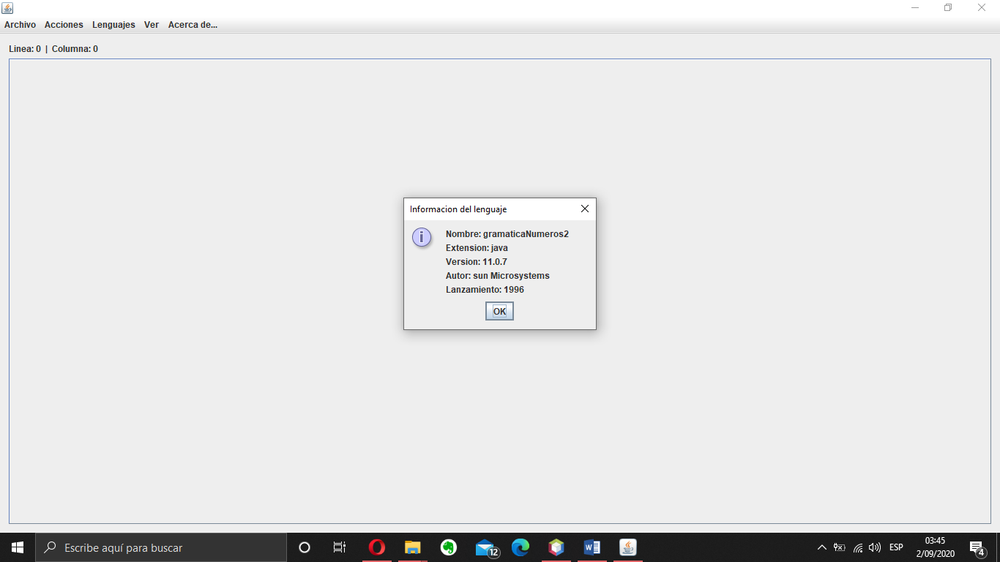 Archivo Acciones Lenguajes Ver Acerca de...
Linea: 0 | Columna: 0
Informacion del lenguaje
Nombre: gramaticaNumeros2
Extension: java
Version: 11.0.7
Autor: sun Microsystems
Lanzamiento: 1996
OK
Escribe aquí para buscar
12
ESP
03:45
2/09/2020
4